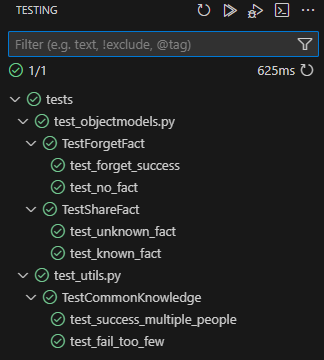 TESTING
Filter (e.g. text, !exclude, @tag)
1/1 625ms
tests
test_objectmodels.py
TestForgetFact
test_forget_success
test_no_fact
TestShareFact
test_unknown_fact
test_known_fact
test_utils.py
TestCommonKnowledge
test_success_multiple_people
test_fail_too_few